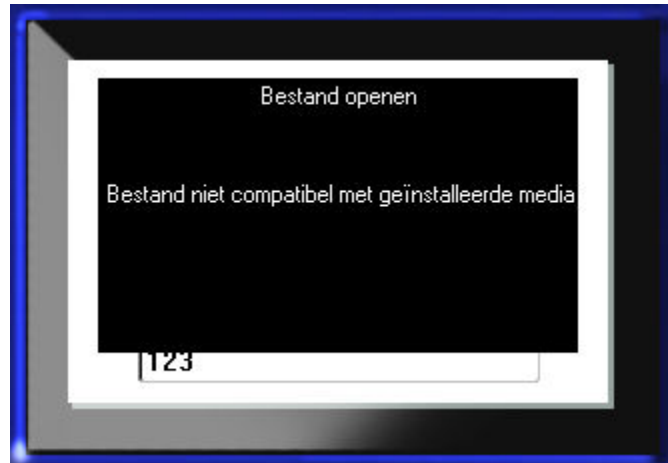 Bestand openen
Bestand niet compatibel met geïnstalleerde media
123